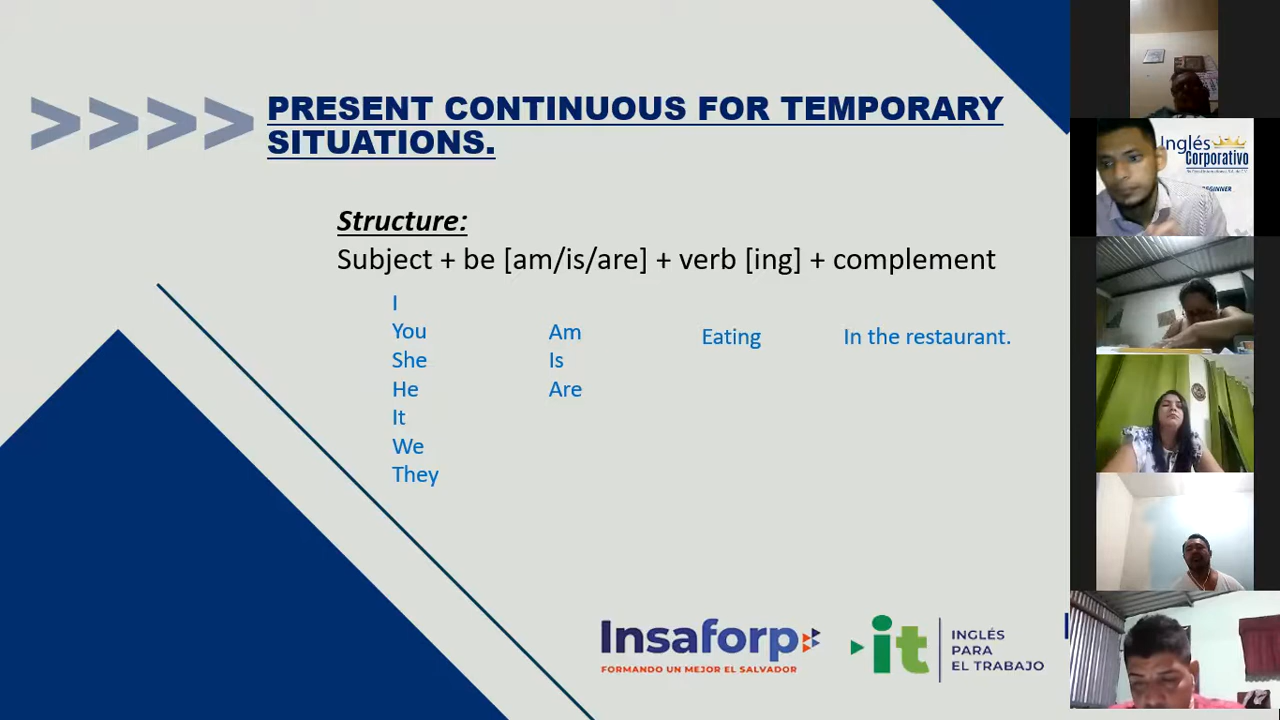 >>>>
PRESENT CONTINUOUS FOR TEMPORARY
SITUATIONS.
Structure:
Subject + be [am/is/are] + verb [ing] + complement
I
You
She
He
It
We
They
Am
Is
Are
Eating
In the restaurant.
Insaforp
FORMANDO UN MEJOR EL SALVADOR
it
INGLÉS
PARA
EL TRABAJO
Inglés
Corporativo